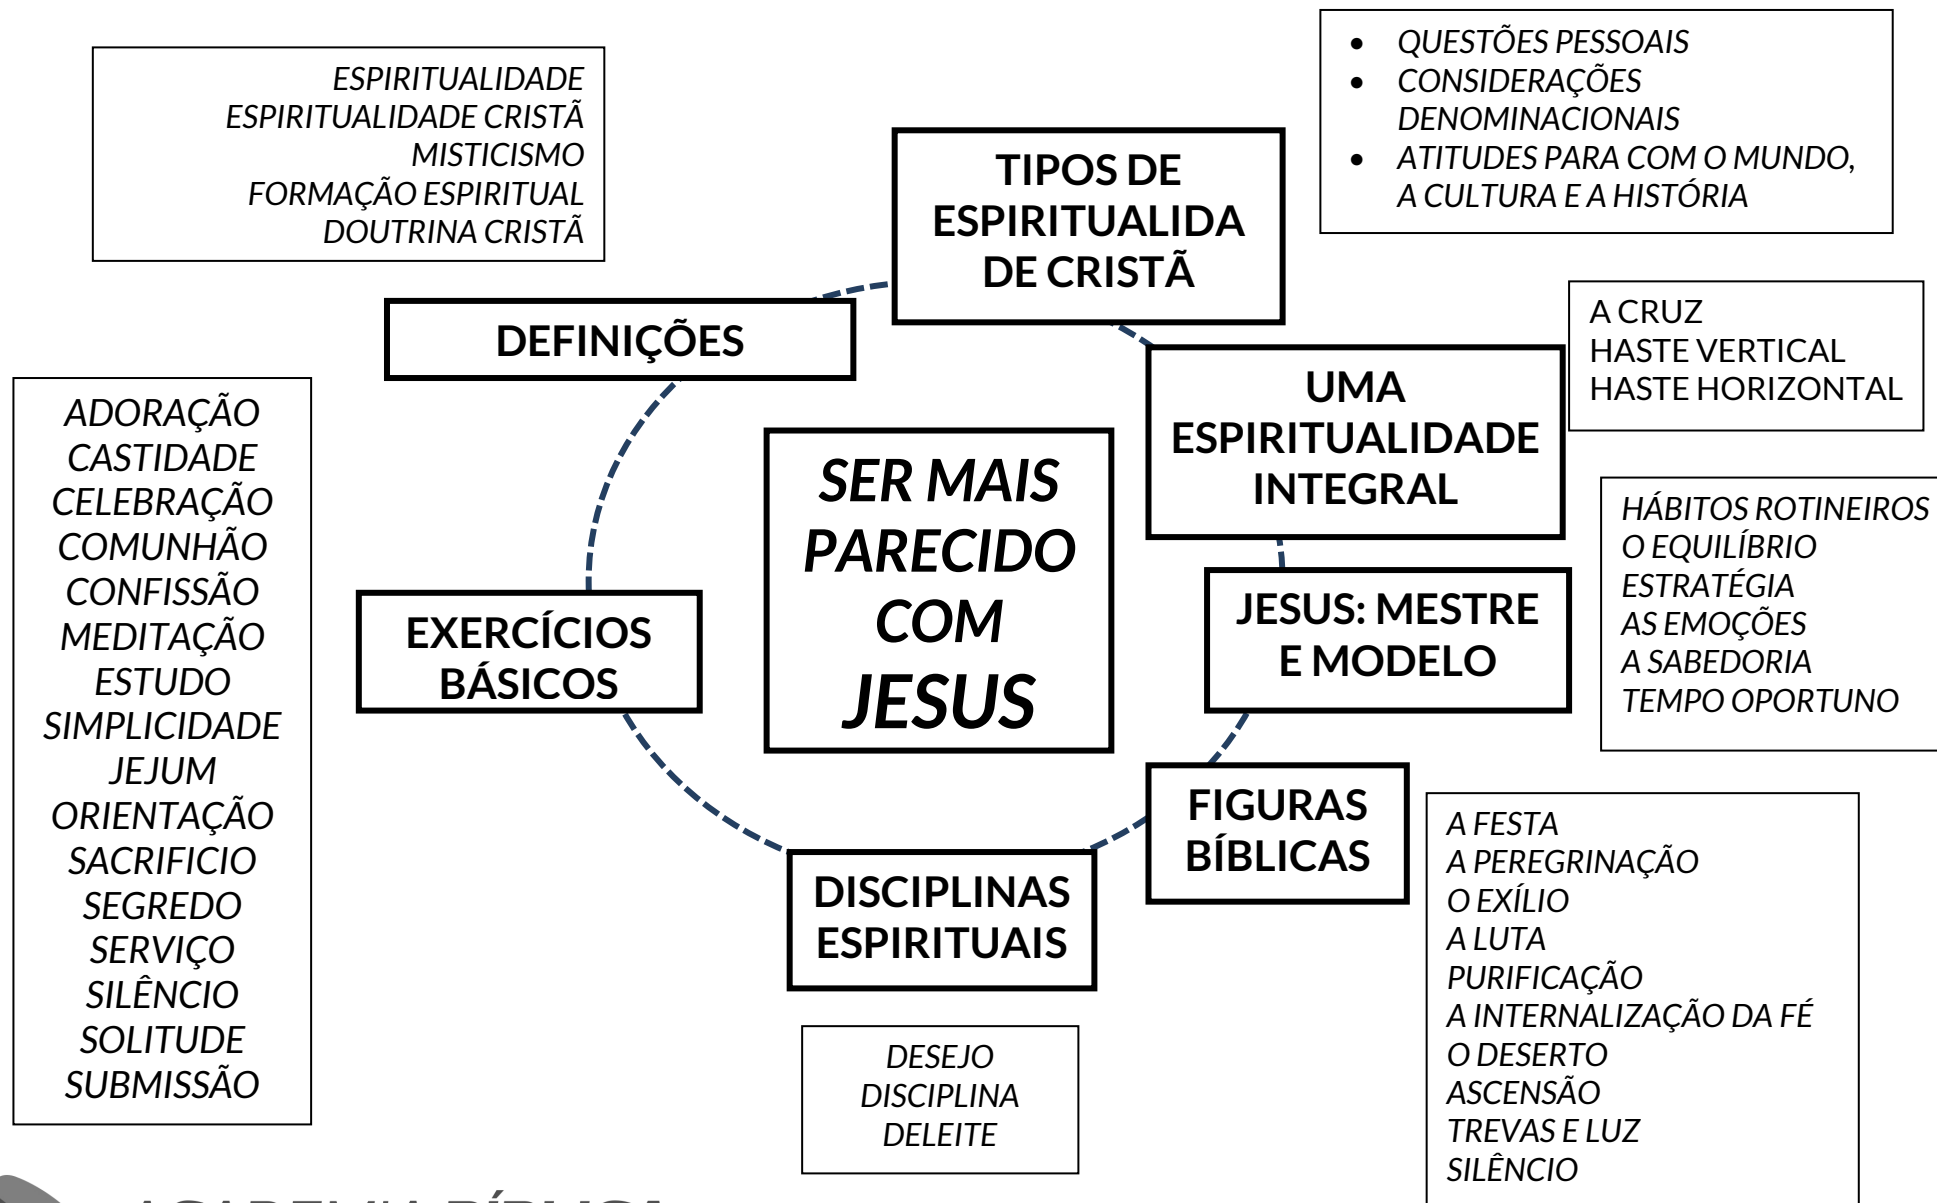 ESPIRITUALIDADE
ESPIRITUALIDADE CRISTÃ
MISTICISMO
FORMAÇÃO ESPIRITUAL
DOUTRINA CRISTÃ
TIPOS DE
ESPIRITUALIDA
DE CRISTÃ
• QUESTÕES PESSOAIS
• CONSIDERAÇÕES
DENOMINACIONAIS
• ATITUDES PARA COM O MUNDO,
A CULTURA E A HISTÓRIA
DEFINIÇÕES
UMA
ESPIRITUALIDADE
INTEGRAL
A CRUZ
HASTE VERTICAL
HASTE HORIZONTAL
ADORAÇÃO
CASTIDADE
CELEBRAÇÃO
COMUNHÃO
CONFISSÃO
MEDITAÇÃO
ESTUDO
SIMPLICIDADE
JEJUM
ORIENTAÇÃO
SACRIFICIO
SEGREDO
SERVIÇO
SILÊNCIO
SOLITUDE
SUBMISSÃO
EXERCÍCIOS
BÁSICOS
SER MAIS
PARECIDO
COM
JESUS
JESUS: MESTRE
E MODELO
HÁBITOS ROTINEIROS
O EQUILÍBRIO
ESTRATÉGIA
AS EMOÇÕES
A SABEDORIA
TEMPO OPORTUNO
FIGURAS
BÍBLICAS
A FESTA
A PEREGRINAÇÃO
O EXÍLIO
A LUTA
PURIFICAÇÃO
A INTERNALIZAÇÃO DA FÉ
O DESERTO
ASCENSÃO
TREVAS E LUZ
SILÊNCIO
DISCIPLINAS
ESPIRITUAIS
DESEJO
DISCIPLINA
DELEITE